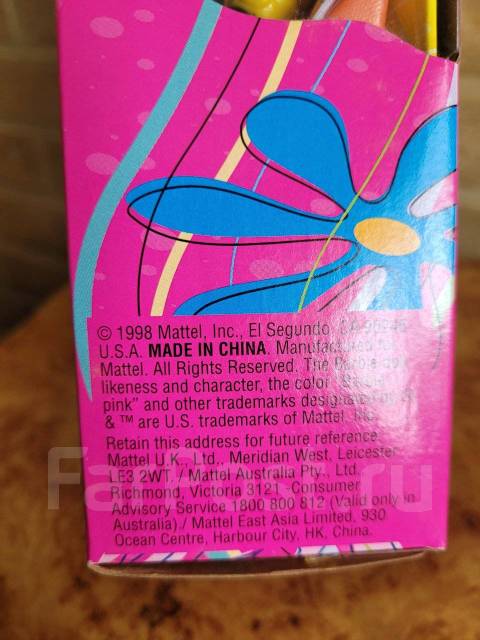 © 1998 Mattel, Inc., El Segundo, CA 90245
U.S.A. MADE IN CHINA. Manufactured for
Mattel. All Rights Reserved. The Barbie doll
likeness and character, the color "Barbie
pink" and other trademarks designated by ®
& ™ are U.S. trademarks of Mattel, Inc.
Retain this address for future reference:
Mattel U.K., Ltd., Meridian West, Leicester
LE3 2WT. / Mattel Australia Pty., Ltd.
Richmond, Victoria 3121 -Consumer
Advisory Service 1800 800 812 (Valid only in
Australia)./ Mattel East Asia Limited. 930
Ocean Centre, Harbour City, HK, China.